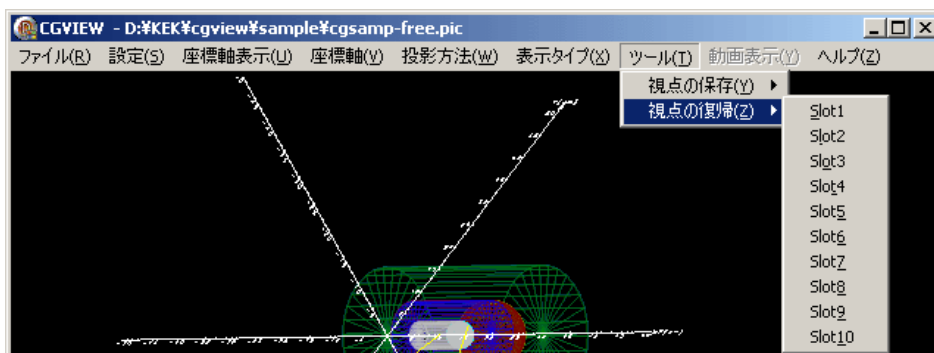 CGVIEW - D:¥KEK¥cgview¥sample¥cgsamp-free.pic
ファイル(R) 設定(S) 座標軸表示(U) 座標軸(V) 投影方法(W) 表示タイプ(X) ツール(T) 動画表示(Y) ヘルプ(Z)
視点の保存(Y)
視点の復帰(Z)
Slot1
Slot2
Slot3
Slot4
Slot5
Slot6
Slot7
Slot8
Slot9
Slot10